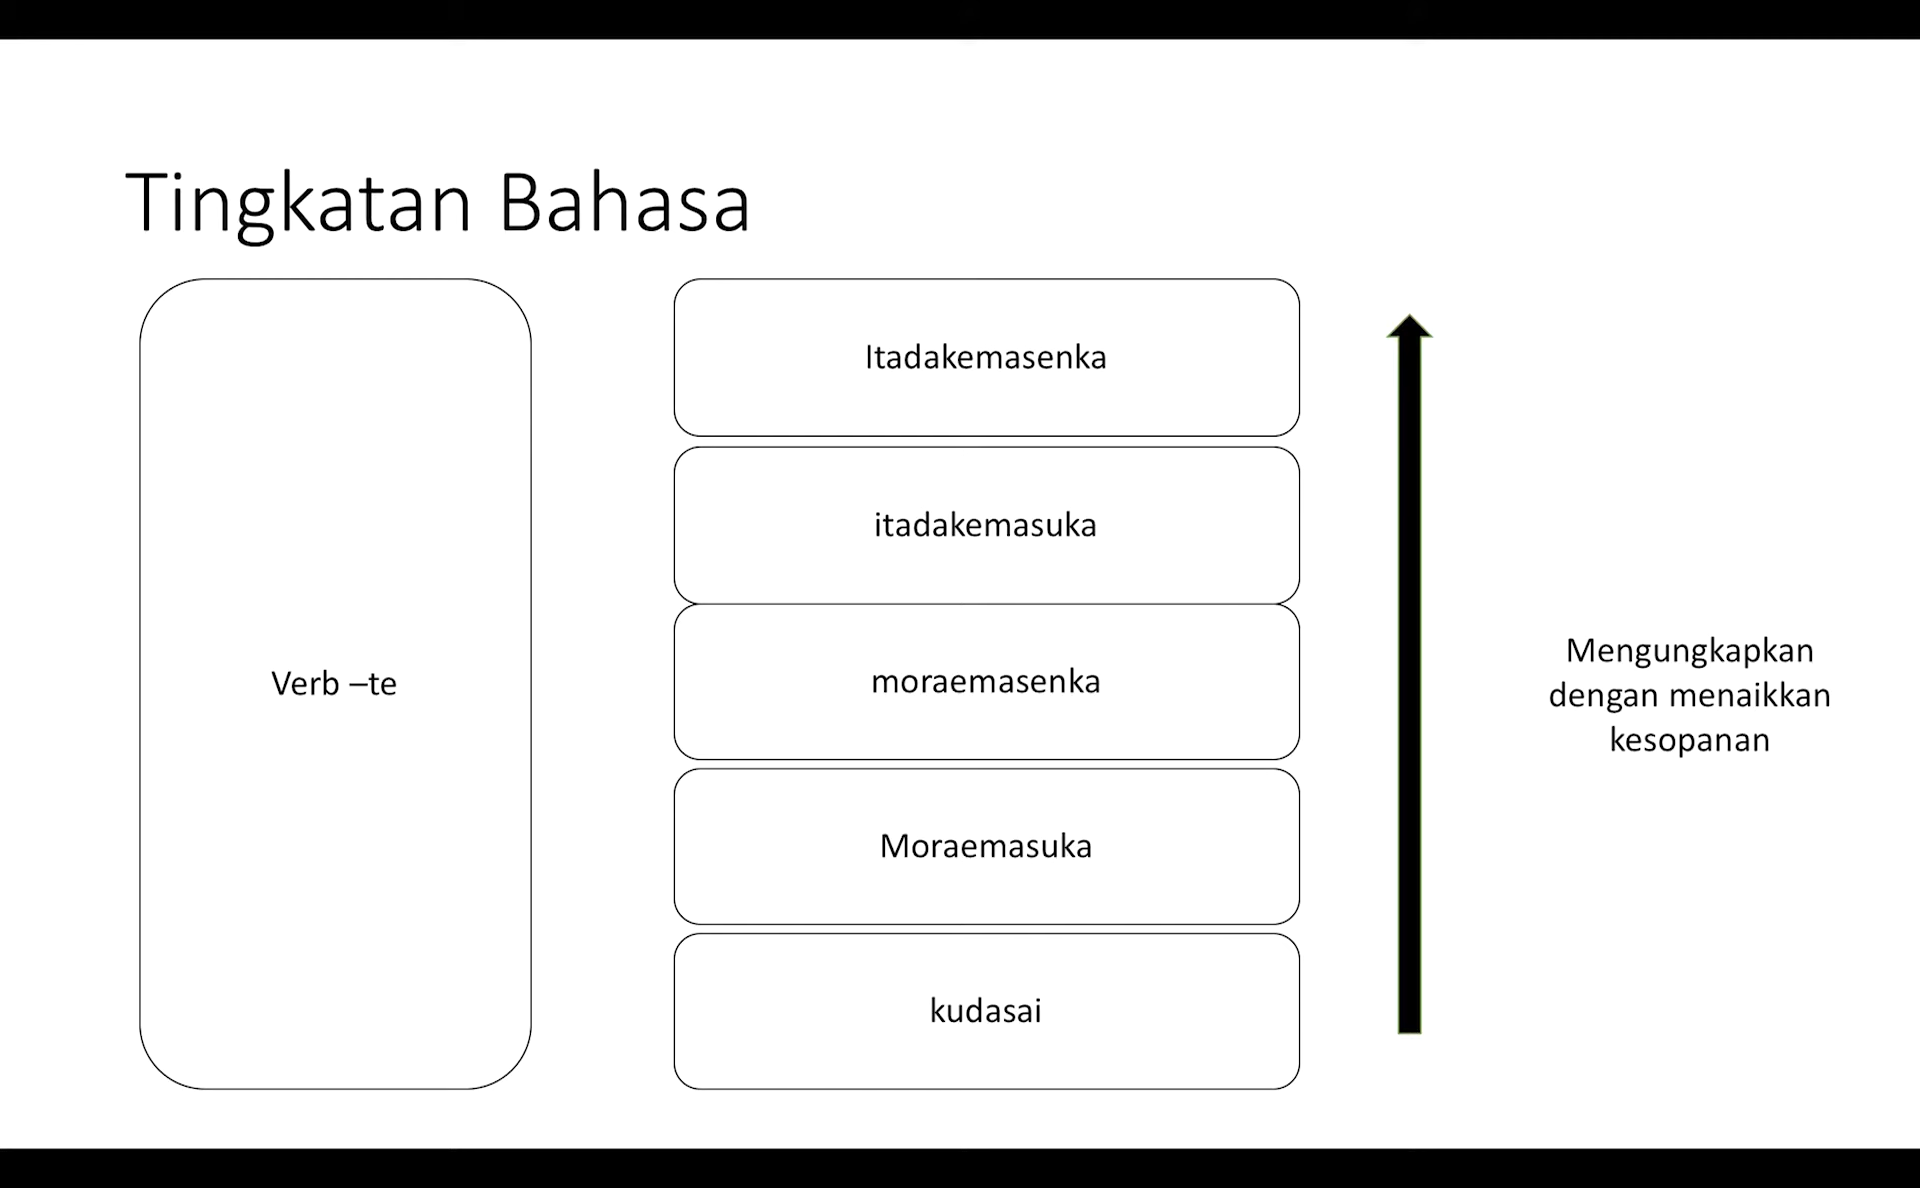 Tingkatan Bahasa
Verb –te
Itadakemasenka
itadakemasuka
moraemasenka
Moraemasuka
kudasai
Mengungkapkan
dengan menaikkan
kesopanan